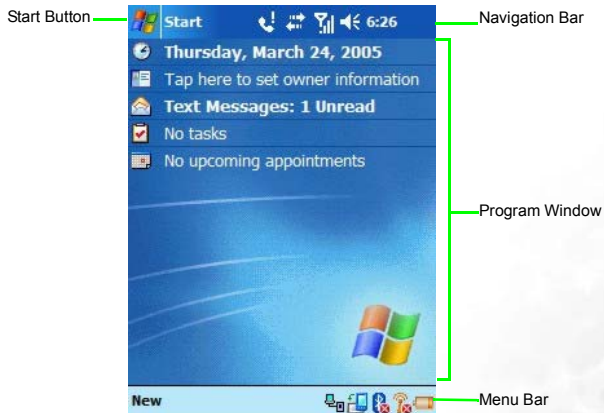 Start Button
Start 6:26
Navigation Bar
Thursday, March 24, 2005
Tap here to set owner information
Text Messages: 1 Unread
No tasks
No upcoming appointments
Program Window
New
Menu Bar